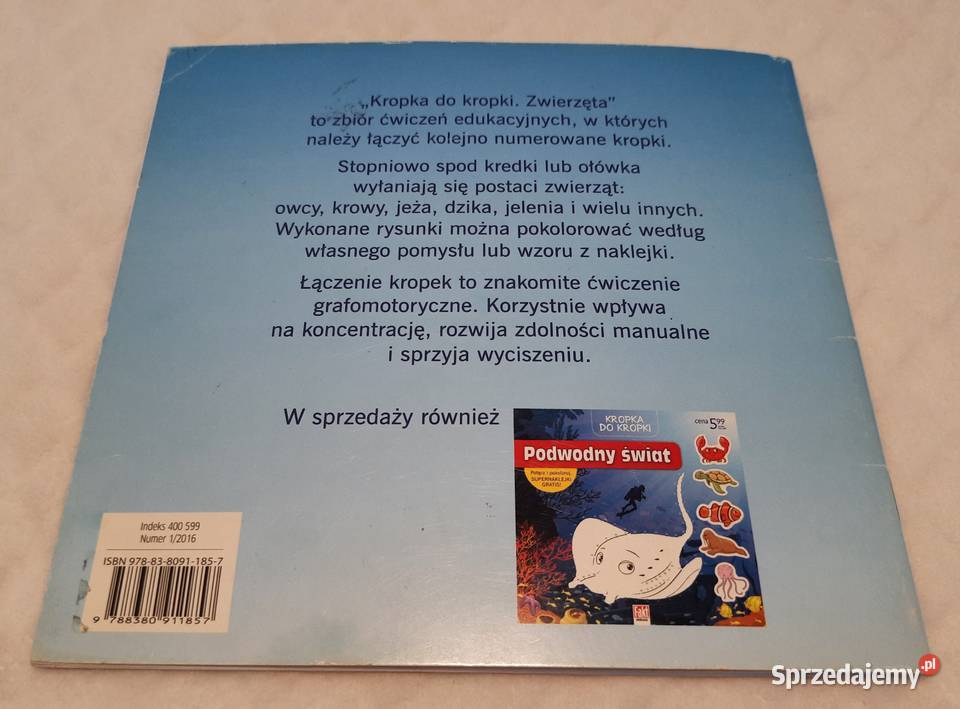 „Kropka do kropki. Zwierzęta”
to zbiór ćwiczeń edukacyjnych, w których
należy łączyć kolejno numerowane kropki.
Stopniowo spod kredki lub ołówka
wyłaniają się postaci zwierząt:
owcy, krowy, jeża, dzika, jelenia i wielu innych.
Wykonane rysunki można pokolorować według
własnego pomysłu lub wzoru z naklejki.
Łączenie kropek to znakomite ćwiczenie
grafomotoryczne. Korzystnie wpływa
na koncentrację, rozwija zdolności manualne
i sprzyja wyciszeniu.
W sprzedaży również
KROPKA
DO KROPKI
cena 5,99
Podwodny świat
Połącz i pokoloruj.
SUPERNAKLEJKI
GRATIS!
Fakt
Indeks 400 599
Numer 1/2016
ISBN 978-83-8091-185-7
9 788380 911857
Sprzedajemy.pl